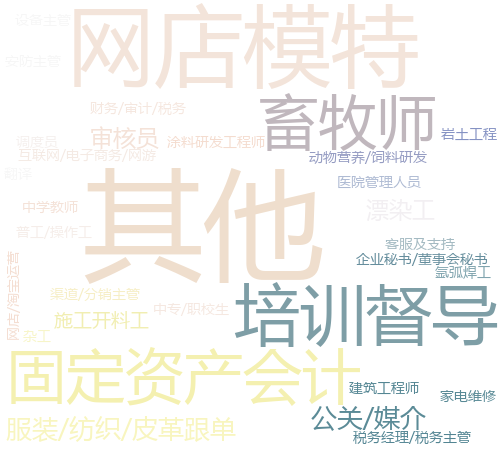 设备主管
网店模特
安防主管
财务/审计/税务
畜牧师
审核员
岩土工程
调度员
涂料研发工程师
互联网/电子商务/网游
动物营养/饲料研发
翻译
其他
医院管理人员
中学教师
漂染工
普工/操作工
客服及支持
企业秘书/董事会秘书
网店/淘宝运营
氩弧焊工
渠道/分销主管
培训督导
中专/职校生
施工开料工
杂工
固定资产会计
建筑工程师
家电维修
服装/纺织/皮革跟单
公关/媒介
税务经理/税务主管